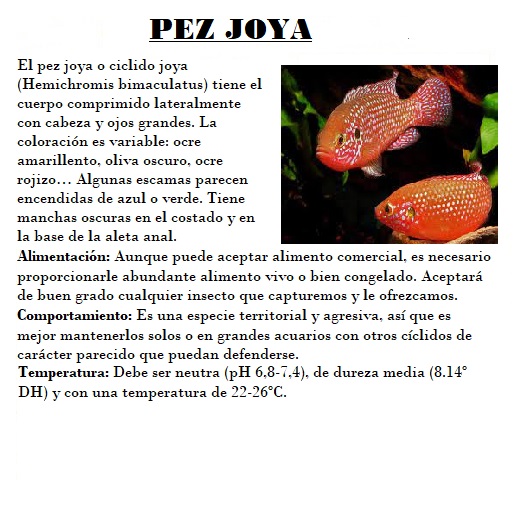 PEZ JOYA
El pez joya o ciclido joya
(Hemichromis bimaculatus) tiene el
cuerpo comprimido lateralmente
con cabeza y ojos grandes. La
coloración es variable: ocre
amarillento, oliva oscuro, ocre
rojizo... Algunas escamas parecen
encendidas de azul o verde. Tiene
manchas oscuras en el costado y en
la base de la aleta anal.
Alimentación: Aunque puede aceptar alimento comercial, es necesario
proporcionarle abundante alimento vivo o bien congelado. Aceptará
de buen grado cualquier insecto que capturemos y le ofrezcamos.
Comportamiento: Es una especie territorial y agresiva, así que es
mejor mantenerlos solos o en grandes acuarios con otros cíclidos de
carácter parecido que puedan defenderse.
Temperatura: Debe ser neutra (pH 6,8-7,4), de dureza media (8.14°
DH) y con una temperatura de 22-26°C.